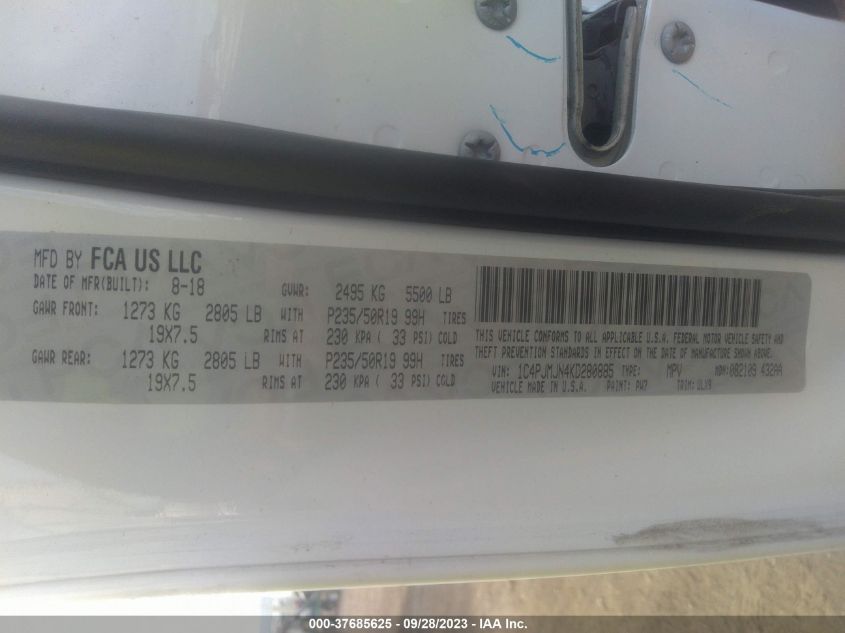 MFD BY FCA US LLC
DATE OF MFR(BUILT): 8-18 GVWR: 2495 KG 5500 LB
GAWR FRONT: 1273 KG 2805 LB WITH P235/50R19 99H TIRES
19X7.5 RIMS AT 230 KPA ( 33 PSI) COLD
GAWR REAR: 1273 KG 2805 LB WITH P235/50R19 99H TIRES
19X7.5 RIMS AT 230 KPA ( 33 PSI) COLD
THIS VEHICLE CONFORMS TO ALL APPLICABLE U.S.A. FEDERAL MOTOR VEHICLE SAFETY AND
THEFT PREVENTION STANDARDS IN EFFECT ON THE DATE OF MANUFACTURE SHOWN ABOVE.
VIN: 1C4PJMJN4KD280885 TYPE: MPV MDH: 082109 432AA
VEHICLE MADE IN U.S.A. PAINT: PW7 TRIM: ULX9
000-37685625 - 09/28/2023 - IAA Inc.